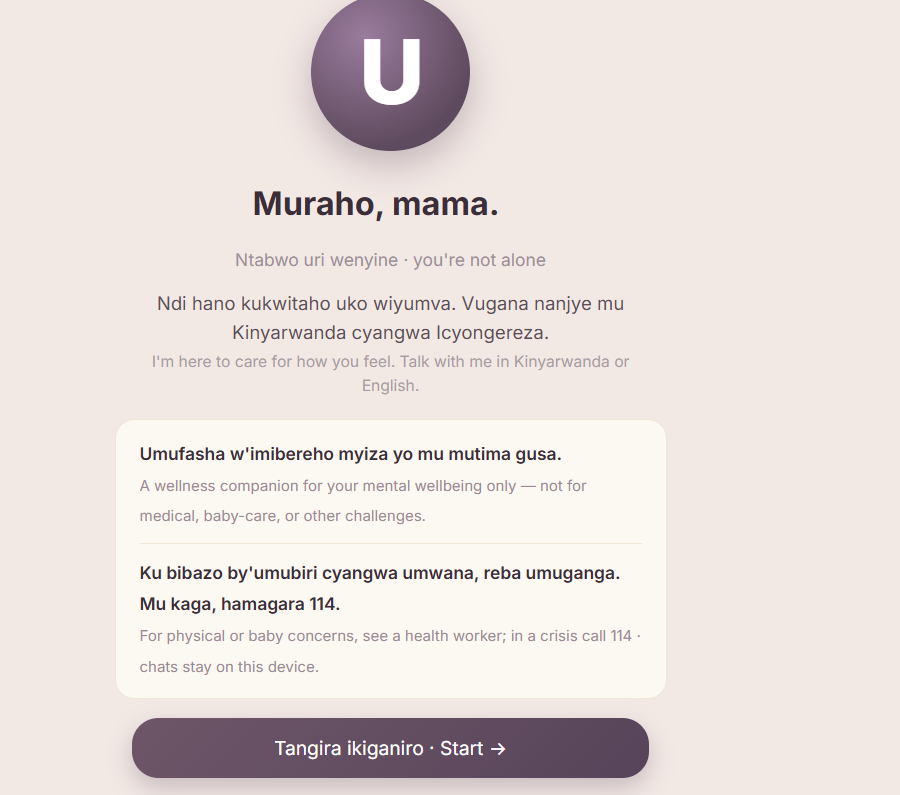 U
Muraho, mama.
Ntabwo uri wenyine · you're not alone
Ndi hano kukwitaho uko wiyumva. Vugana nanjye mu
Kinyarwanda cyangwa Icyongereza.
I'm here to care for how you feel. Talk with me in Kinyarwanda or
English.
Umufasha w'imibereho myiza yo mu mutima gusa.
A wellness companion for your mental wellbeing only — not for
medical, baby-care, or other challenges.
Ku bibazo by'umubiri cyangwa umwana, reba umuganga.
Mu kaga, hamagara 114.
For physical or baby concerns, see a health worker; in a crisis call 114 ·
chats stay on this device.
Tangira ikiganiro · Start →